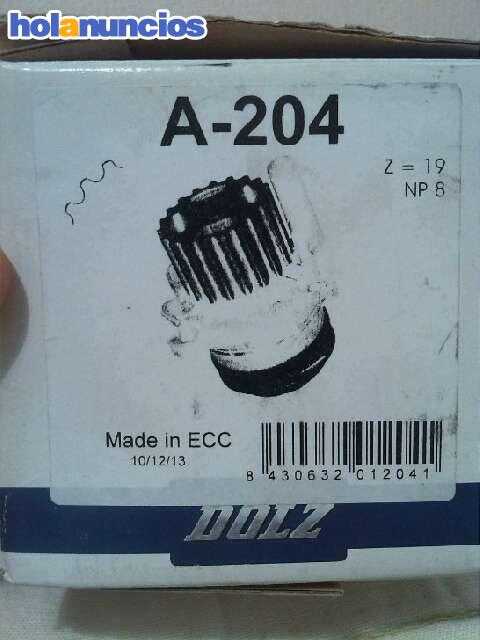 holanuncios
A-204
Z = 19
NP 8
Made in ECC
10/12/13
8 430632 012041
DOLZ